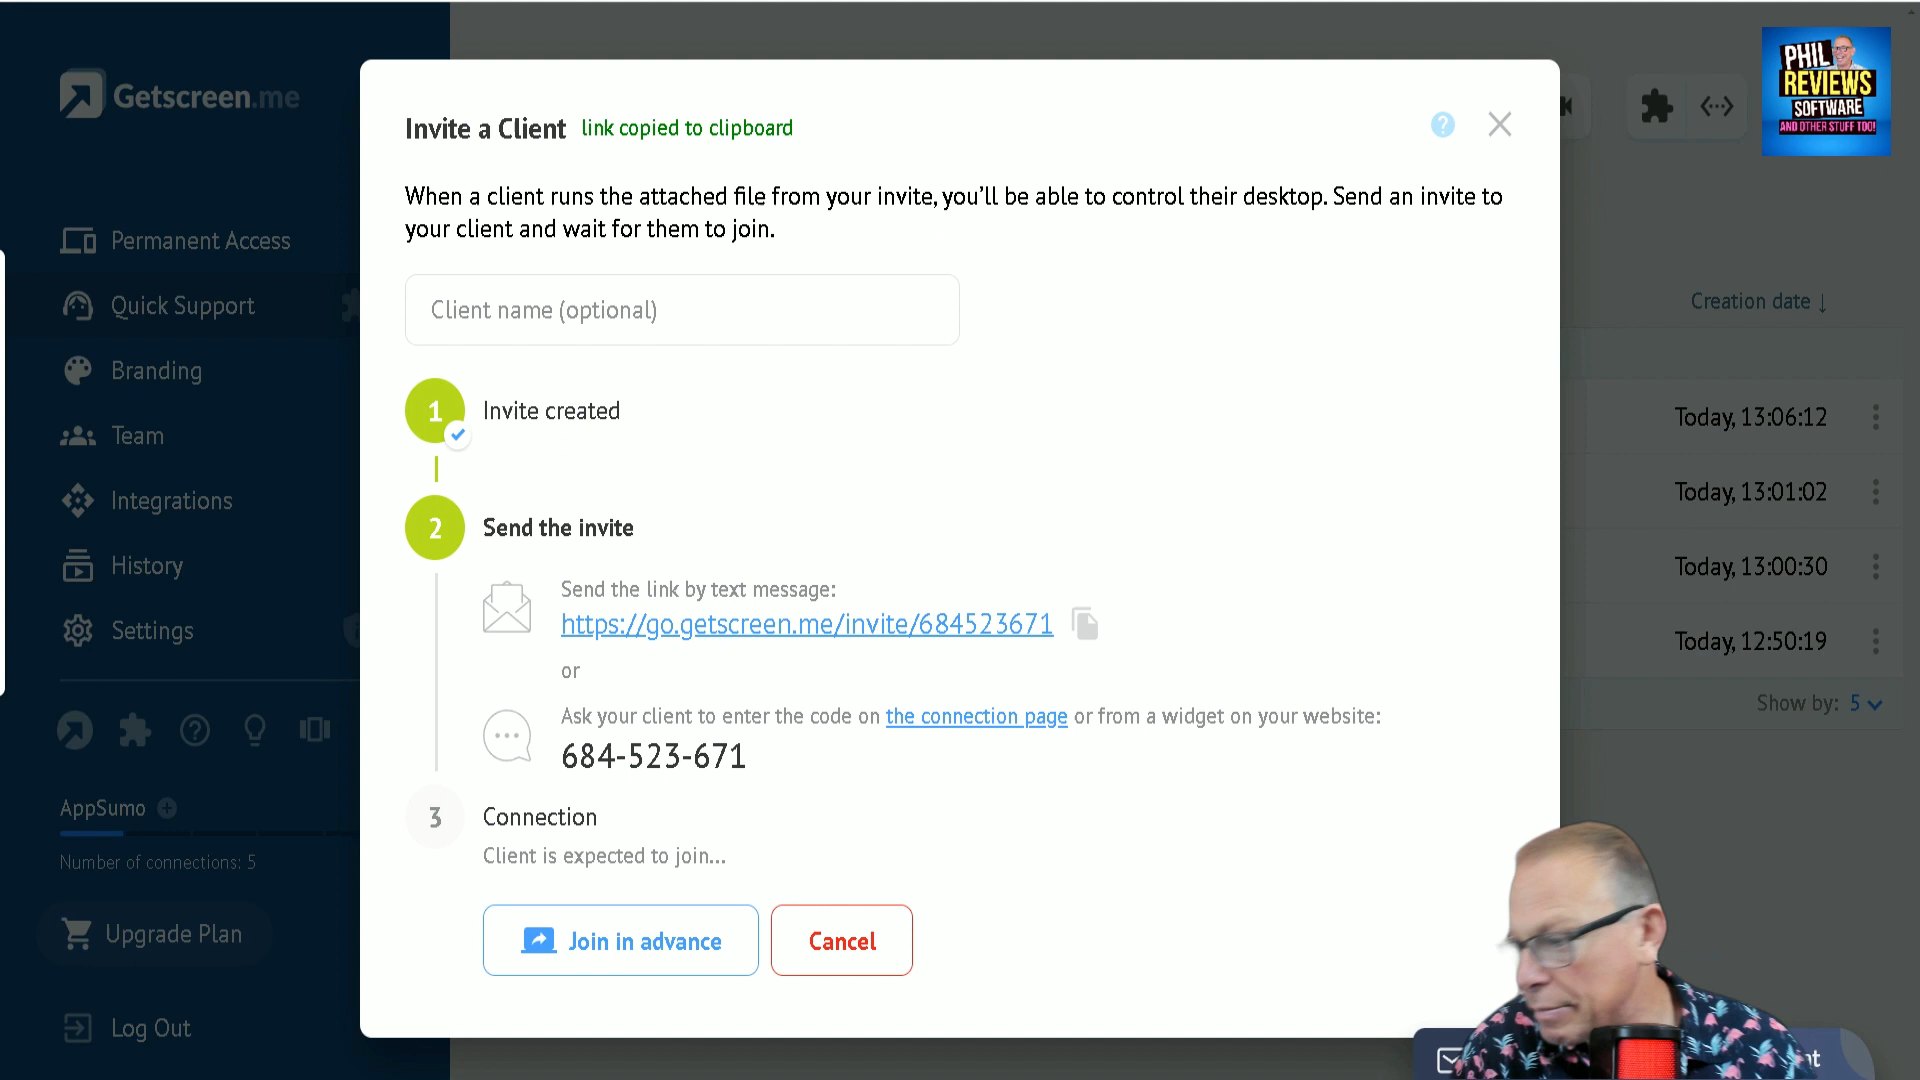 Getscreen.me
Permanent Access
Quick Support
Branding
Team
Integrations
History
Settings
AppSumo
Number of connections: 5
Upgrade Plan
Log Out
Invite a Client link copied to clipboard
?
When a client runs the attached file from your invite, you’ll be able to control their desktop. Send an invite to
your client and wait for them to join.
Client name (optional)
1 Invite created
2 Send the invite
Send the link by text message:
https://go.getscreen.me/invite/684523671
or
Ask your client to enter the code on the connection page or from a widget on your website:
684-523-671
3 Connection
Client is expected to join...
Join in advance Cancel
PHIL
REVIEWS
SOFTWARE
AND OTHER STUFF TOO!
Creation date ↓
Today, 13:06:12
Today, 13:01:02
Today, 13:00:30
Today, 12:50:19
Show by: 5